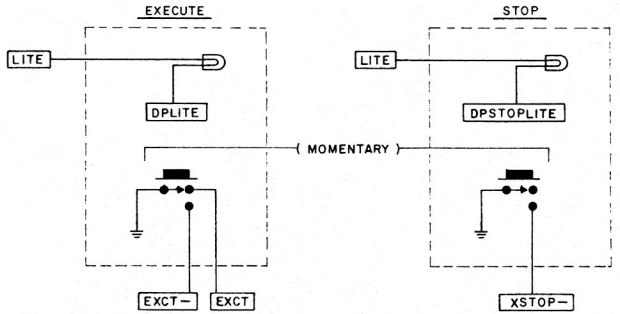 EXECUTE
STOP
LITE
LITE
DPLITE
DPSTOPLITE
( MOMENTARY )
EXCT—
EXCT
XSTOP—